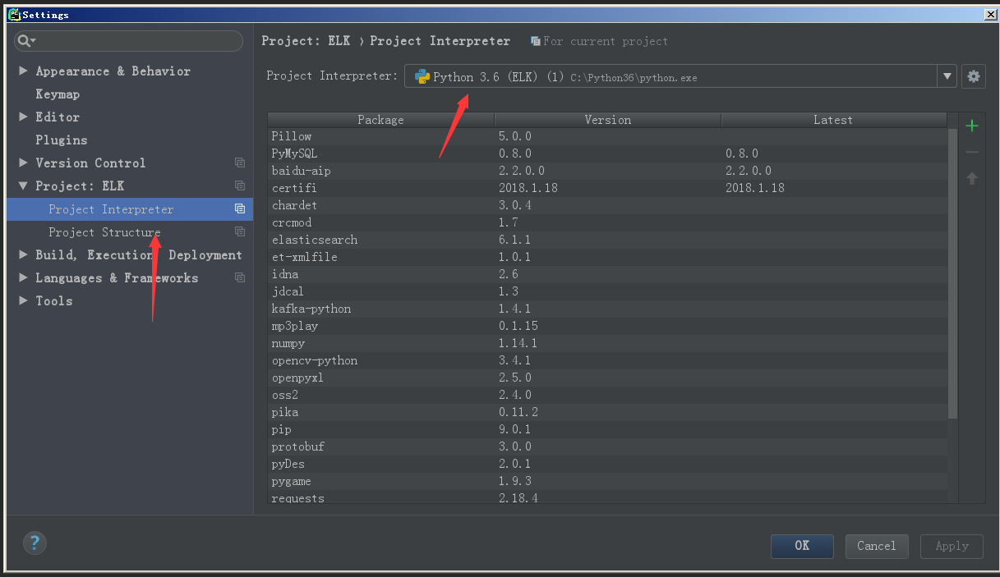 Settings
Project: ELK › Project Interpreter For current project
Project Interpreter: Python 3.6 (ELK) (1) C:\Python36\python.exe
Appearance & Behavior
Keymap
Editor
Plugins
Version Control
Project: ELK
Project Interpreter
Project Structure
Build, Execution, Deployment
Languages & Frameworks
Tools
Package Version Latest
Pillow 5.0.0
PyMySQL 0.8.0 0.8.0
baidu-aip 2.2.0.0 2.2.0.0
certifi 2018.1.18 2018.1.18
chardet 3.0.4
crcmod 1.7
elasticsearch 6.1.1
et-xmlfile 1.0.1
idna 2.6
jdcal 1.3
kafka-python 1.4.1
mp3play 0.1.15
numpy 1.14.1
opencv-python 3.4.1
openpyxl 2.5.0
oss2 2.4.0
pika 0.11.2
pip 9.0.1
protobuf 3.0.0
pyDes 2.0.1
pygame 1.9.3
requests 2.18.4
? OK Cancel Apply